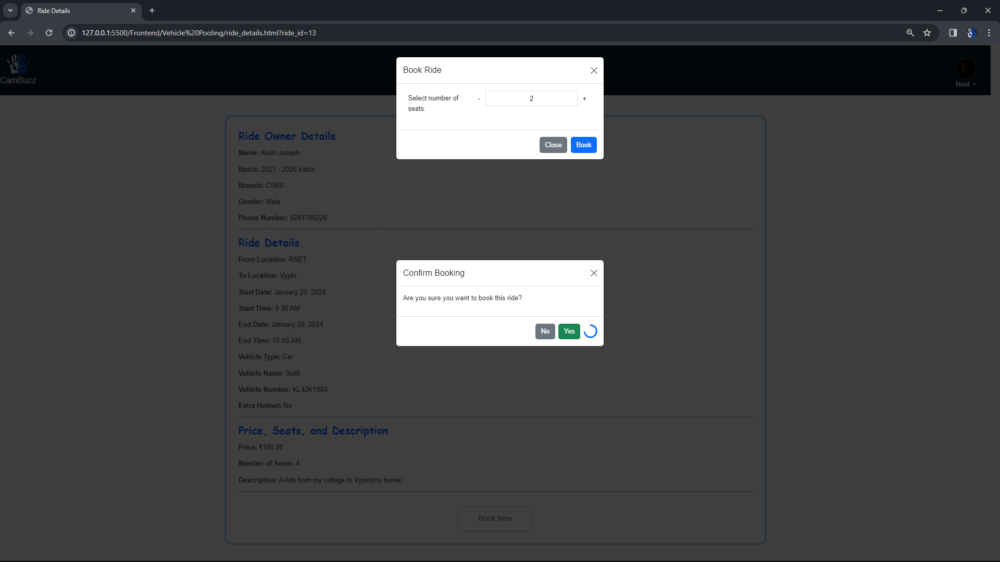 Ride Details
127.0.0.1:5500/Frontend/Vehicle%20Pooling/ride_details.html?ride_id=13
CamBuzz
Noel
Book Ride
Select number of
seats:
- 2 +
Close Book
Ride Owner Details
Name: Alwin Joseph
Batch: 2021 - 2025 batch
Branch: CSBS
Gender: Male
Phone Number: 8281789226
Ride Details
From Location: RSET
To Location: Vypin
Start Date: January 20, 2024
Start Time: 9:30 AM
End Date: January 20, 2024
End Time: 10:00 AM
Vehicle Type: Car
Vehicle Name: Swift
Vehicle Number: KL42K1984
Extra Helmet: No
Confirm Booking
Are you sure you want to book this ride?
No Yes
Price, Seats, and Description
Price: ₹100.00
Number of Seats: 4
Description: A ride from my college to Vypin(my home)
Book Now